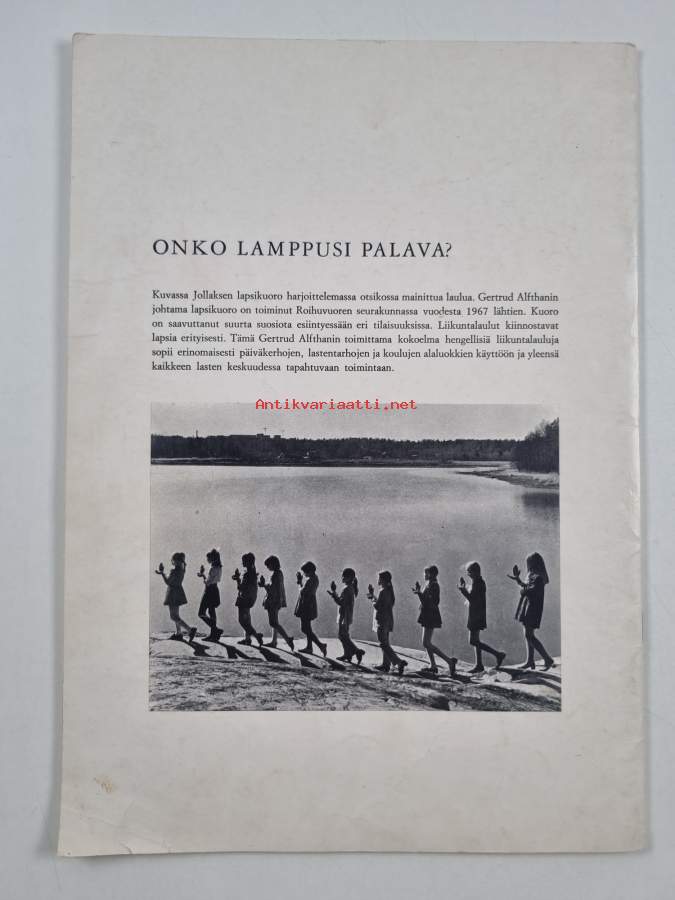 ONKO LAMPPUSI PALAVA?
Kuvassa Jollaksen lapsikuoro harjoittelemassa otsikossa mainittua laulua. Gertrud Alfthanin
johtama lapsikuoro on toiminut Roihuvuoren seurakunnassa vuodesta 1967 lähtien. Kuoro
on saavuttanut suurta suosiota esiintyessään eri tilaisuuksissa. Liikuntalaulut kiinnostavat
lapsia erityisesti. Tämä Gertrud Alfthanin toimittama kokoelma hengellisiä liikuntalauluja
sopii erinomaisesti päiväkerhojen, lastentarhojen ja koulujen alaluokkien käyttöön ja yleensä
kaikkeen lasten keskuudessa tapahtuvaan toimintaan.
Antikvariaatti.net